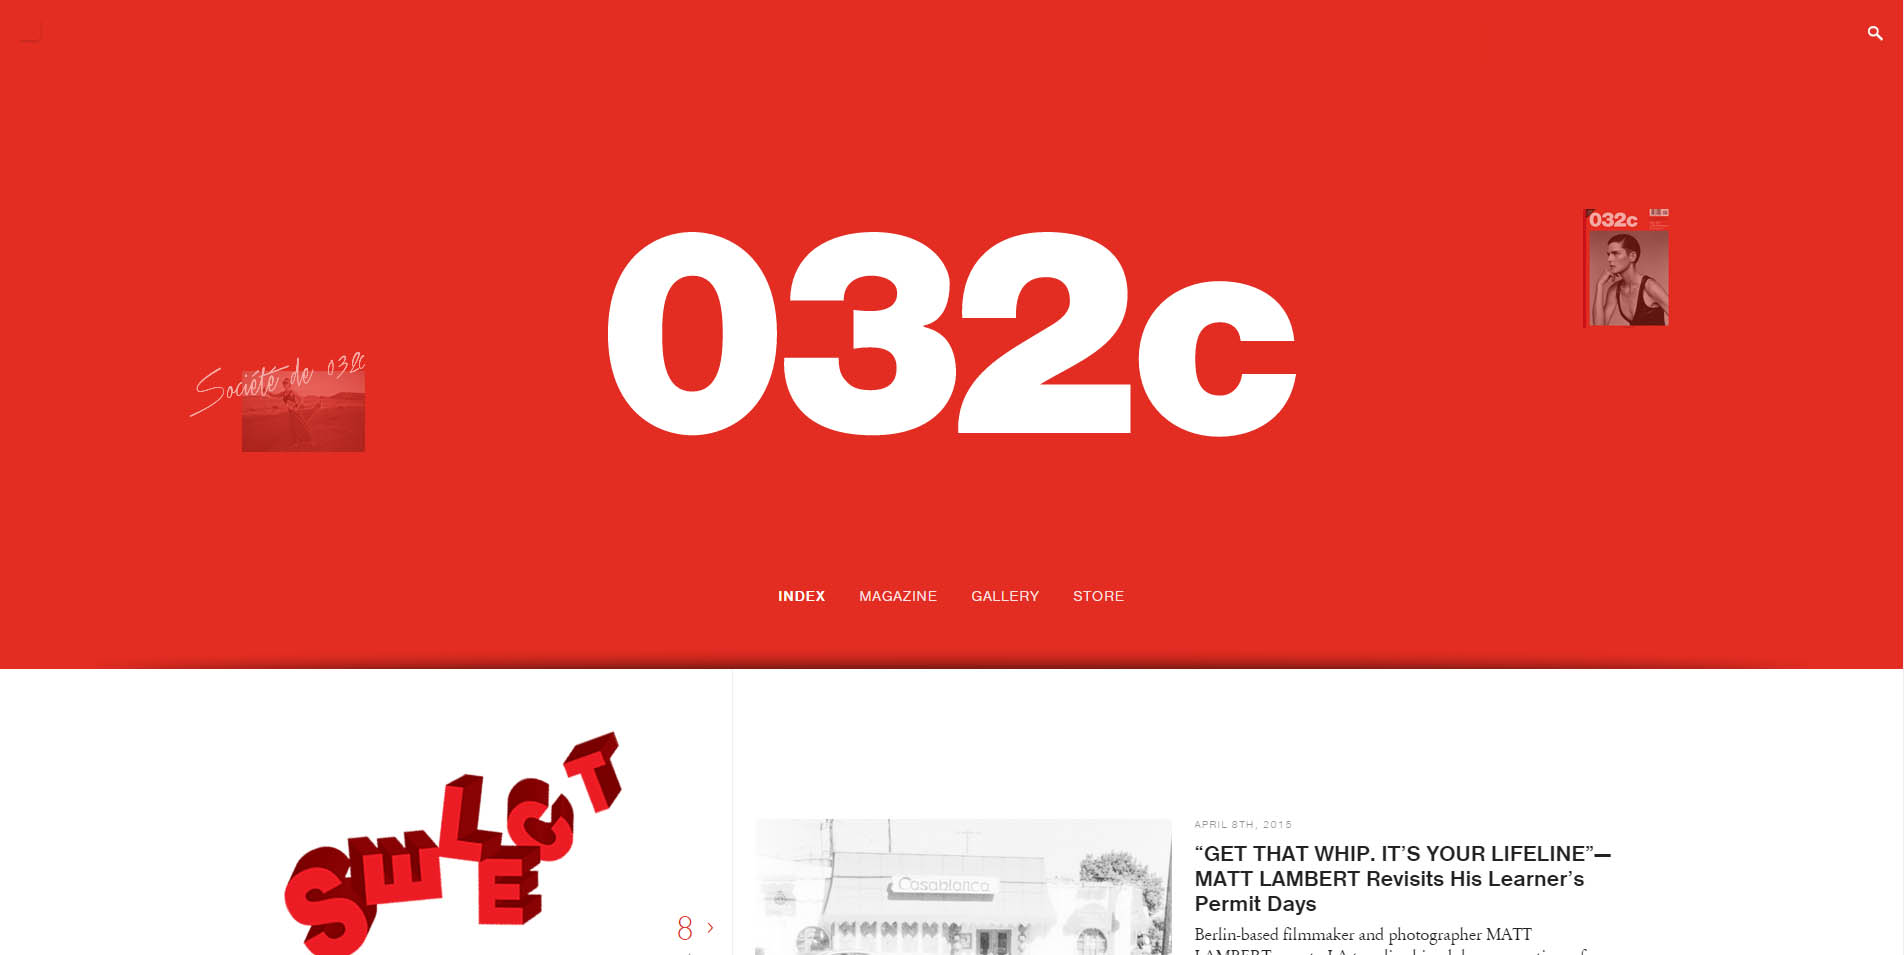 032c
032c
Société de 032c
INDEX MAGAZINE GALLERY STORE
SELECT
8
Casablanca
APRIL 8TH, 2015
“GET THAT WHIP. IT’S YOUR LIFELINE”—
MATT LAMBERT Revisits His Learner’s
Permit Days
Berlin-based filmmaker and photographer MATT
LAMBERT